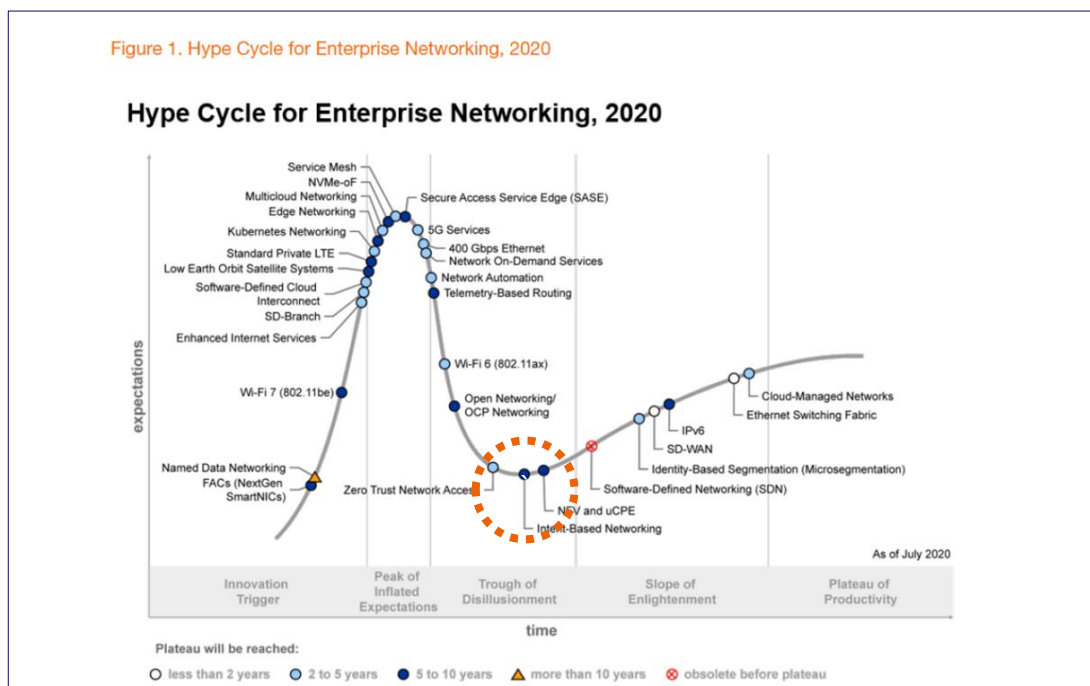 Figure 1. Hype Cycle for Enterprise Networking, 2020
Hype Cycle for Enterprise Networking, 2020
expectations
Service Mesh
NVMe-oF
Multicloud Networking
Edge Networking
Kubernetes Networking
Standard Private LTE
Low Earth Orbit Satellite Systems
Software-Defined Cloud
Interconnect
SD-Branch
Enhanced Internet Services
Wi-Fi 7 (802.11be)
Named Data Networking
FACs (NextGen
SmartNICs)
Secure Access Service Edge (SASE)
5G Services
400 Gbps Ethernet
Network On-Demand Services
Network Automation
Telemetry-Based Routing
Wi-Fi 6 (802.11ax)
Open Networking/
OCP Networking
Zero Trust Network Access
NFV and uCPE
Intent-Based Networking
Software-Defined Networking (SDN)
Identity-Based Segmentation (Microsegmentation)
SD-WAN
IPv6
Ethernet Switching Fabric
Cloud-Managed Networks
As of July 2020
Innovation
Trigger
Peak of
Inflated
Expectations
Trough of
Disillusionment
Slope of
Enlightenment
Plateau of
Productivity
time
Plateau will be reached:
less than 2 years
2 to 5 years
5 to 10 years
more than 10 years
obsolete before plateau